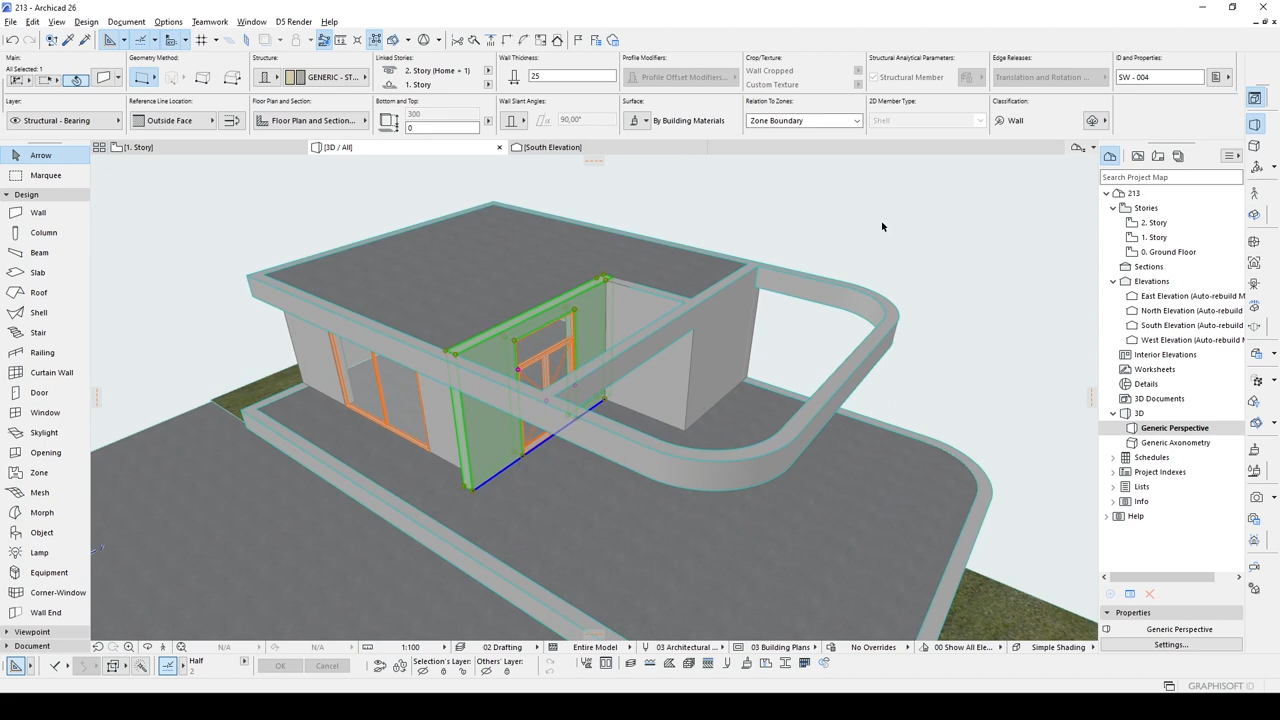 213 - Archicad 26
File Edit View Design Document Options Teamwork Window D5 Render Help
Main: Geometry Method: Structure: Linked Stories: Wall Thickness: Profile Modifiers: Crop/Texture: Structural Analytical Parameters: Edge Releases: ID and Properties:
All Selected: 1
GENERIC - ST... 2. Story (Home + 1) 25 Profile Offset Modifiers... Wall Cropped Structural Member Translation and Rotation ... SW - 004
1. Story Custom Texture
Layer: Reference Line Location: Floor Plan and Section: Bottom and Top: Wall Slant Angles: Surface: Relation To Zones: 2D Member Type: Classification:
300
Structural - Bearing Outside Face Floor Plan and Section... 90,00° By Building Materials Zone Boundary Shell Wall
0
[1. Story] [3D / All] [South Elevation]
Arrow
Marquee
Design
Wall
Column
Beam
Slab
Roof
Shell
Stair
Railing
Curtain Wall
Door
Window
Skylight
Opening
Zone
Mesh
Morph
Object
Lamp
Equipment
Corner-Window
Wall End
Viewpoint
Document
Search Project Map
213
Stories
2. Story
1. Story
0. Ground Floor
Sections
Elevations
East Elevation (Auto-rebuild M
North Elevation (Auto-rebuild
South Elevation (Auto-rebuild
West Elevation (Auto-rebuild M
Interior Elevations
Worksheets
Details
3D Documents
3D
Generic Perspective
Generic Axonometry
Schedules
Project Indexes
Lists
Info
Help
Properties
Generic Perspective
Settings...
N/A N/A 1:100 02 Drafting Entire Model 03 Architectural ... 03 Building Plans No Overrides 00 Show All Ele... Simple Shading
Half
2
OK Cancel Selection's Layer: Others' Layer:
GRAPHISOFT ID